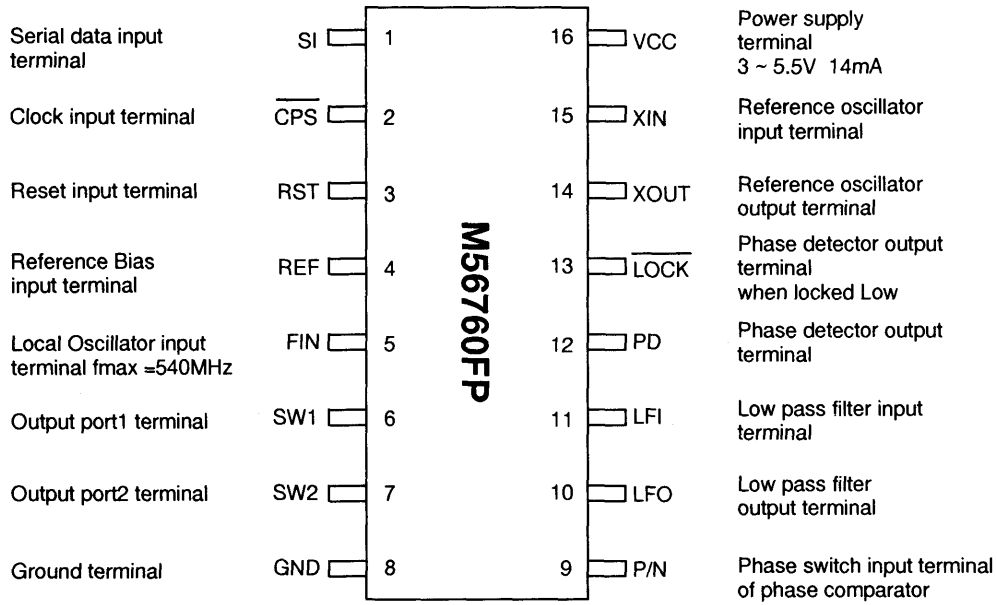 Serial data input
terminal
SI
1
Clock input terminal
CPS
2
Reset input terminal
RST
3
Reference Bias
input terminal
REF
4
Local Oscillator input
terminal fmax =540MHz
FIN
5
Output port1 terminal
SW1
6
Output port2 terminal
SW2
7
Ground terminal
GND
8
M56760FP
16
VCC
Power supply
terminal
3 ~ 5.5V 14mA
15
XIN
Reference oscillator
input terminal
14
XOUT
Reference oscillator
output terminal
13
LOCK
Phase detector output
terminal
when locked Low
12
PD
Phase detector output
terminal
11
LFI
Low pass filter input
terminal
10
LFO
Low pass filter
output terminal
9
P/N
Phase switch input terminal
of phase comparator